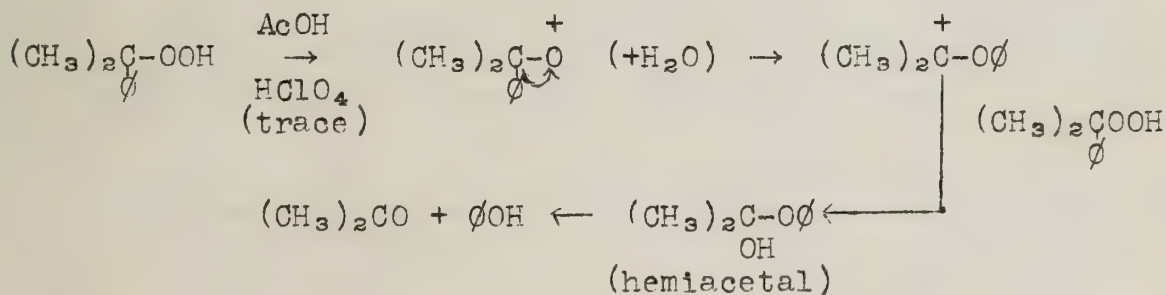 AcOH + +
(CH₃)₂C-OOH → (CH₃)₂C-O (+H₂O) → (CH₃)₂C-OØ
Ø HClO₄ Ø
(trace) (CH₃)₂COOH
Ø
(CH₃)₂CO + ØOH ← (CH₃)₂C-OØ ←
OH
(hemiacetal)